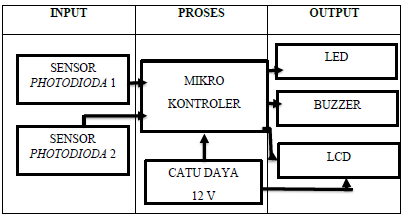 INPUT
PROSES
OUTPUT
SENSOR
PHOTODIODA 1
SENSOR
PHOTODIODA 2
MIKRO
KONTROLER
CATU DAYA
12 V
LED
BUZZER
LCD